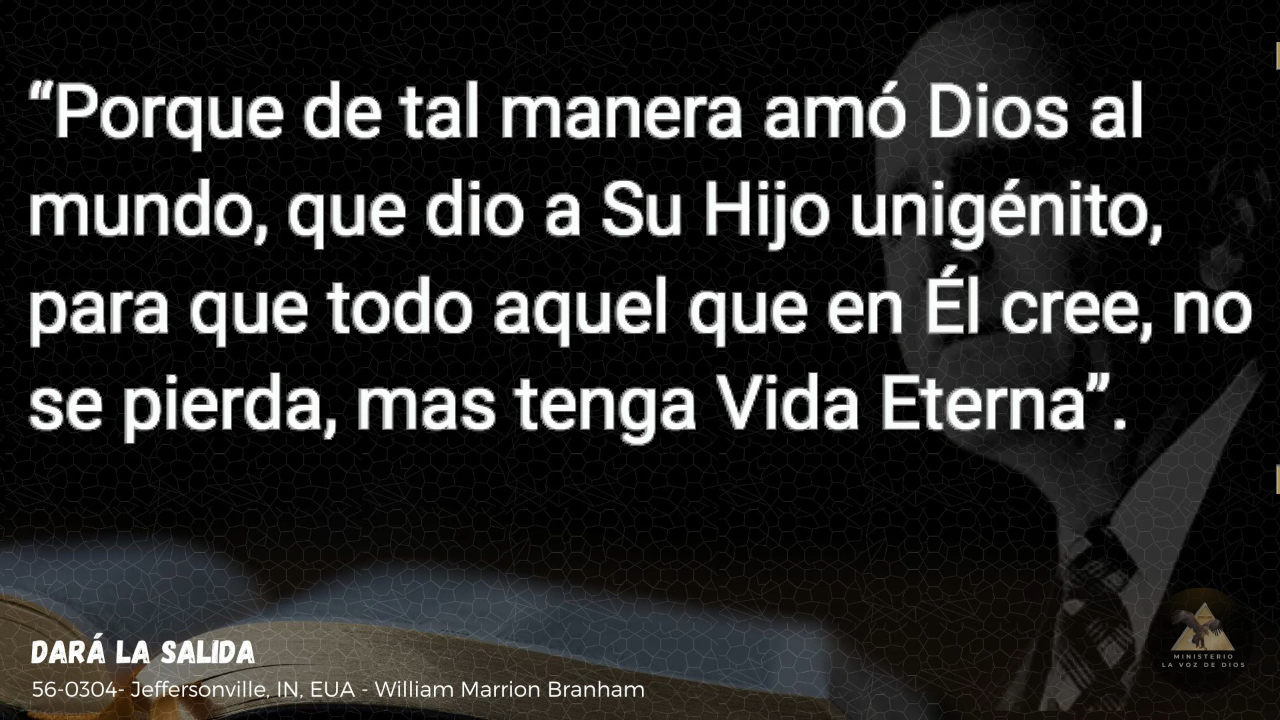 “Porque de tal manera amó Dios al
mundo, que dio a Su Hijo unigénito,
para que todo aquel que en Él cree, no
se pierda, mas tenga Vida Eterna”.
DARÁ LA SALIDA
56-0304- Jeffersonville, IN, EUA - William Marrion Branham
MINISTERIO
LA VOZ DE DIOS